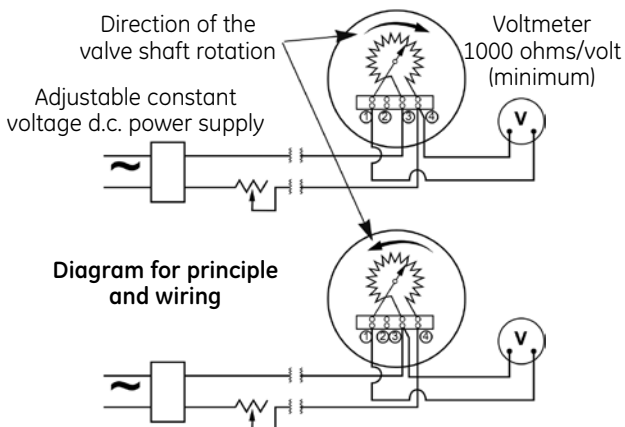 Direction of the
valve shaft rotation
Voltmeter
1000 ohms/volt
(minimum)
Adjustable constant
voltage d.c. power supply
① ② ③ ④
V
~
Diagram for principle
and wiring
① ② ③ ④
V
~